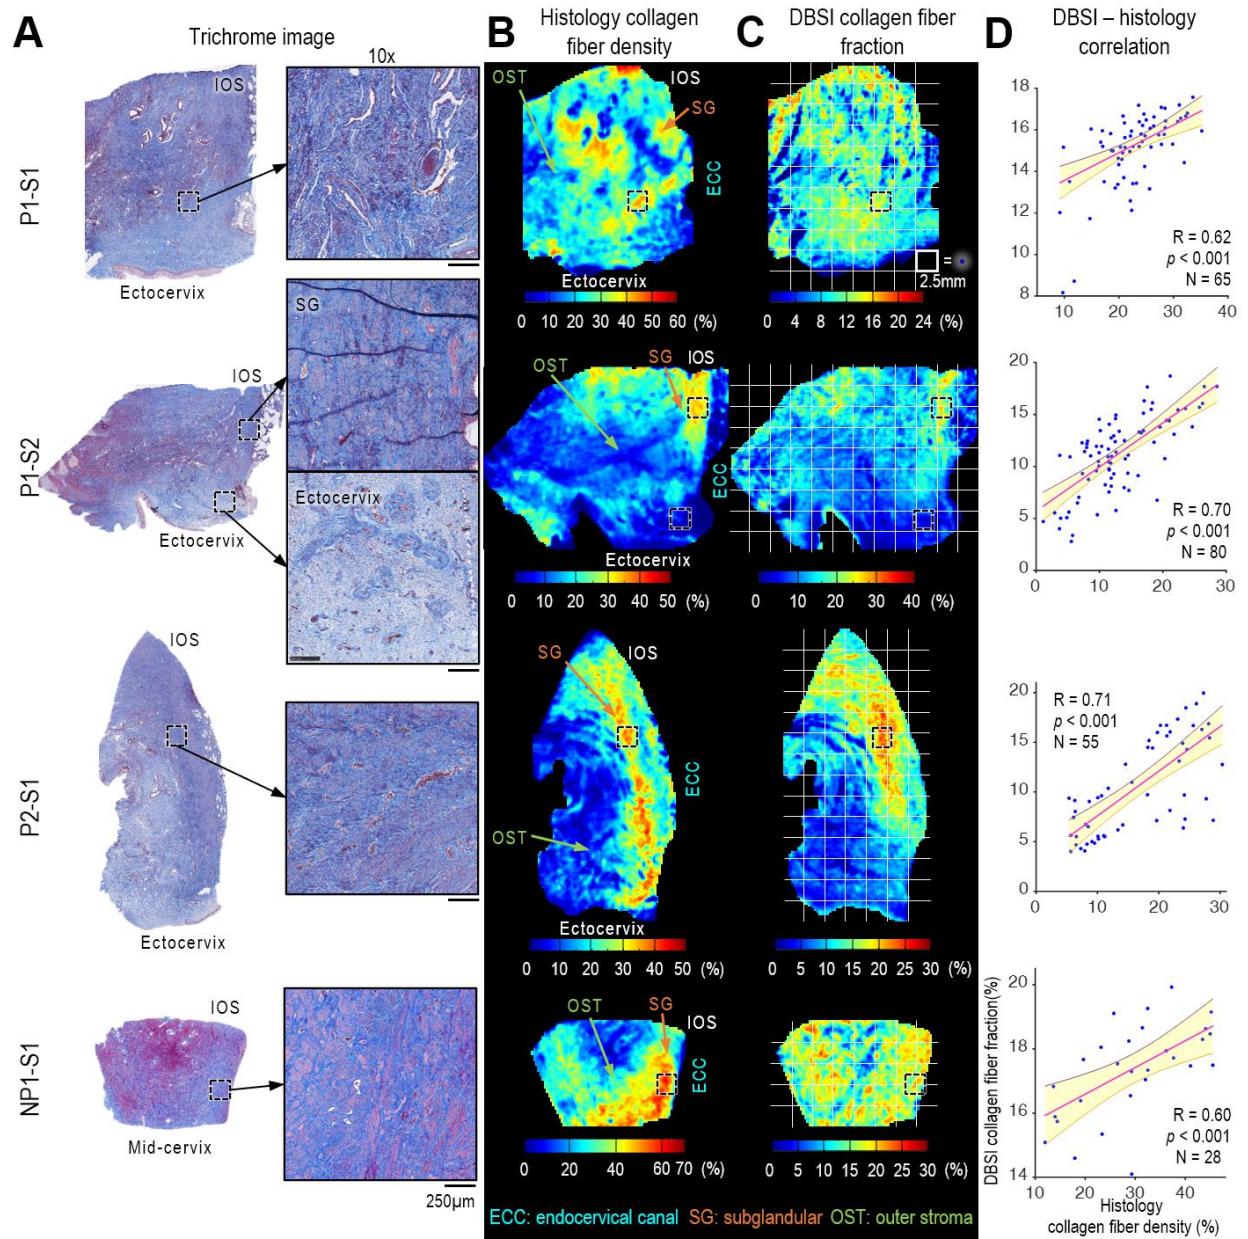 A
Trichrome image
10x
B
Histology collagen
fiber density
C
DBSI collagen fiber
fraction
D
DBSI – histology
correlation
P1-S1
IOS
Ectocervix
OST
IOS
SG
ECC
Ectocervix
0 10 20 30 40 50 60 (%)
= 2.5mm
0 4 8 12 16 20 24 (%)
18
16
14
12
10
8
0 10 20 30 40
R = 0.62
p < 0.001
N = 65
P1-S2
IOS
Ectocervix
SG
Ectocervix
OST
SG
IOS
ECC
Ectocervix
0 10 20 30 40 50 (%)
0 10 20 30 40 (%)
20
15
10
5
0
0 10 20 30
R = 0.70
p < 0.001
N = 80
P2-S1
IOS
Ectocervix
SG
IOS
ECC
OST
Ectocervix
0 10 20 30 40 50 (%)
0 5 10 15 20 25 30 (%)
20
15
10
5
0
0 10 20 30
R = 0.71
p < 0.001
N = 55
NP1-S1
IOS
Mid-cervix
250µm
OST
SG
IOS
ECC
0 20 40 60 70 (%)
0 5 10 15 20 25 30 (%)
DBSI collagen fiber fraction(%)
20
18
16
14
10 20 30 40
R = 0.60
p < 0.001
N = 28
Histology
collagen fiber density (%)
ECC: endocervical canal SG: subglandular OST: outer stroma